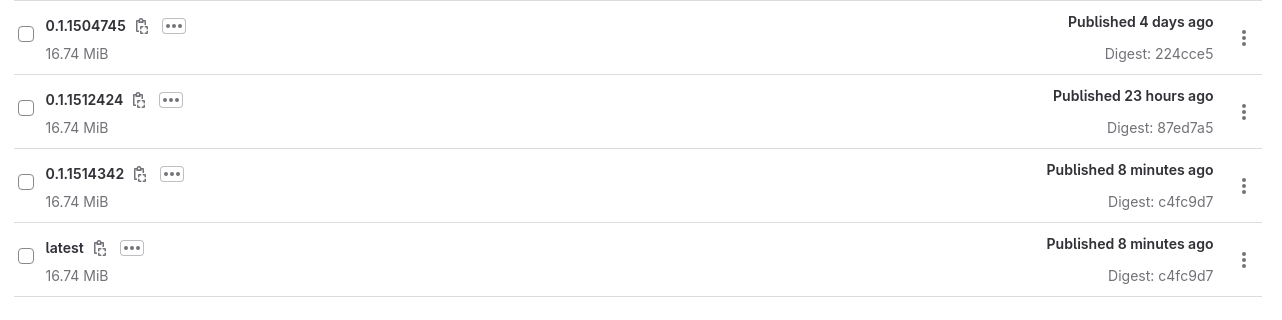 0.1.1504745
Published 4 days ago
16.74 MiB
Digest: 224cce5
0.1.1512424
Published 23 hours ago
16.74 MiB
Digest: 87ed7a5
0.1.1514342
Published 8 minutes ago
16.74 MiB
Digest: c4fc9d7
latest
Published 8 minutes ago
16.74 MiB
Digest: c4fc9d7